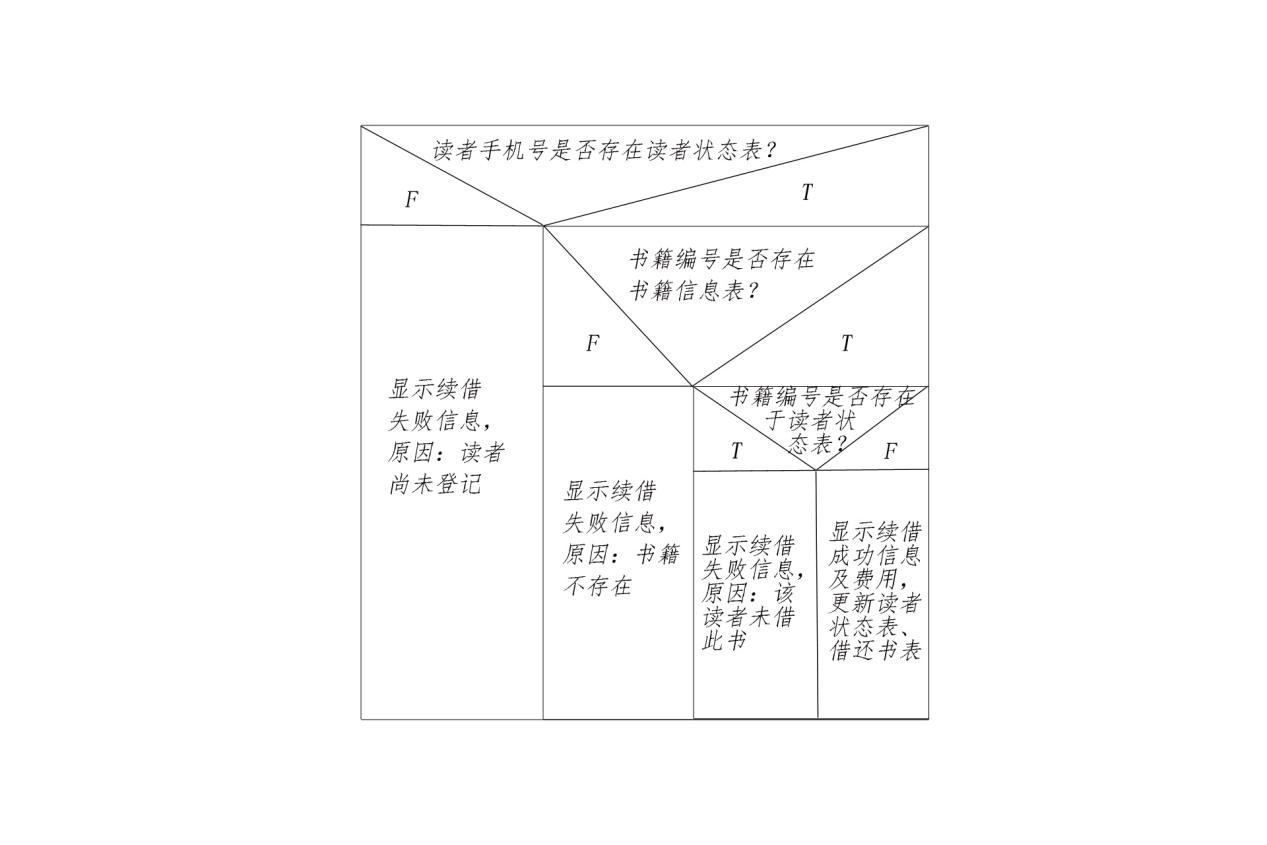 读者手机号是否存在读者状态表？
F
T
书籍编号是否存在
书籍信息表？
F
T
显示续借
失败信息，
原因：读者
尚未登记
显示续借
失败信息，
原因：书籍
不存在
书籍编号是否存在
于读者状
态表？
T
F
显示续借
失败信息，
原因：该
读者未借
此书
显示续借
成功信息
及费用，
更新读者
状态表、
借还书表